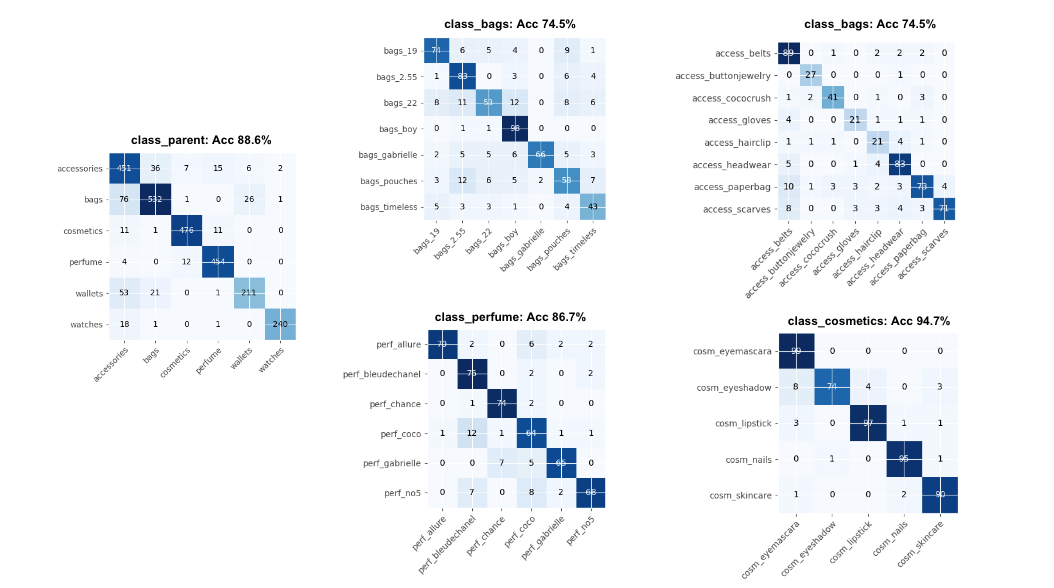 class_parent: Acc 88.6%
accessories 451 36 7 15 6 2
bags 76 532 1 0 26 1
cosmetics 11 1 476 11 0 0
perfume 4 0 12 454 0 0
wallets 53 21 0 1 211 0
watches 18 1 0 1 0 240
accessories bags cosmetics perfume wallets watches
class_bags: Acc 74.5%
bags_19 74 6 5 4 0 9 1
bags_2.55 1 83 0 3 0 6 4
bags_22 8 11 53 12 0 8 6
bags_boy 0 1 1 98 0 0 0
bags_gabrielle 2 5 5 6 66 5 3
bags_pouches 3 12 6 5 2 58 7
bags_timeless 5 3 3 1 0 4 43
bags_19 bags_2.55 bags_22 bags_boy bags_gabrielle bags_pouches bags_timeless
class_bags: Acc 74.5%
access_belts 89 0 1 0 2 2 2 0
access_buttonjewelry 0 27 0 0 0 1 0 0
access_cococrush 1 2 41 0 1 0 3 0
access_gloves 4 0 0 21 1 1 1 0
access_hairclip 1 1 1 0 21 4 1 0
access_headwear 5 0 0 1 4 83 0 0
access_paperbag 10 1 3 3 2 3 73 4
access_scarves 8 0 0 3 3 4 3 71
access_belts access_buttonjewelry access_cococrush access_gloves access_hairclip access_headwear access_paperbag access_scarves
class_perfume: Acc 86.7%
perf_allure 2 0 6 2 2
perf_bleudechanel 0 75 0 2 0 2
perf_chance 0 1 74 2 0 0
perf_coco 1 12 1 64 1 1
perf_gabrielle 0 0 7 5 65 0
perf_no5 0 7 0 8 2 68
perf_allure perf_bleudechanel perf_chance perf_coco perf_gabrielle perf_no5
class_cosmetics: Acc 94.7%
cosm_eyemascara 99 0 0 0 0
cosm_eyeshadow 8 74 4 0 3
cosm_lipstick 3 0 97 1 1
cosm_nails 0 1 0 95 1
cosm_skincare 1 0 0 2 90
cosm_eyemascara cosm_eyeshadow cosm_lipstick cosm_nails cosm_skincare